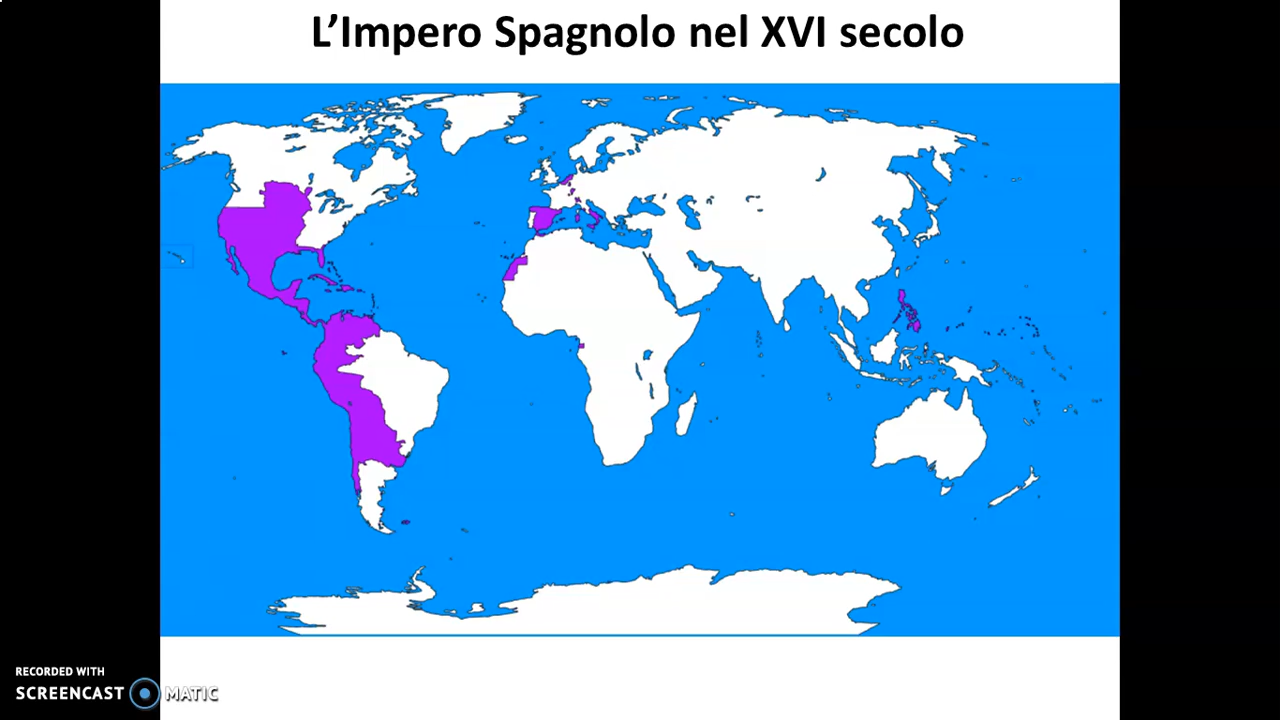 L’Impero Spagnolo nel XVI secolo
RECORDED WITH
SCREENCAST MATIC